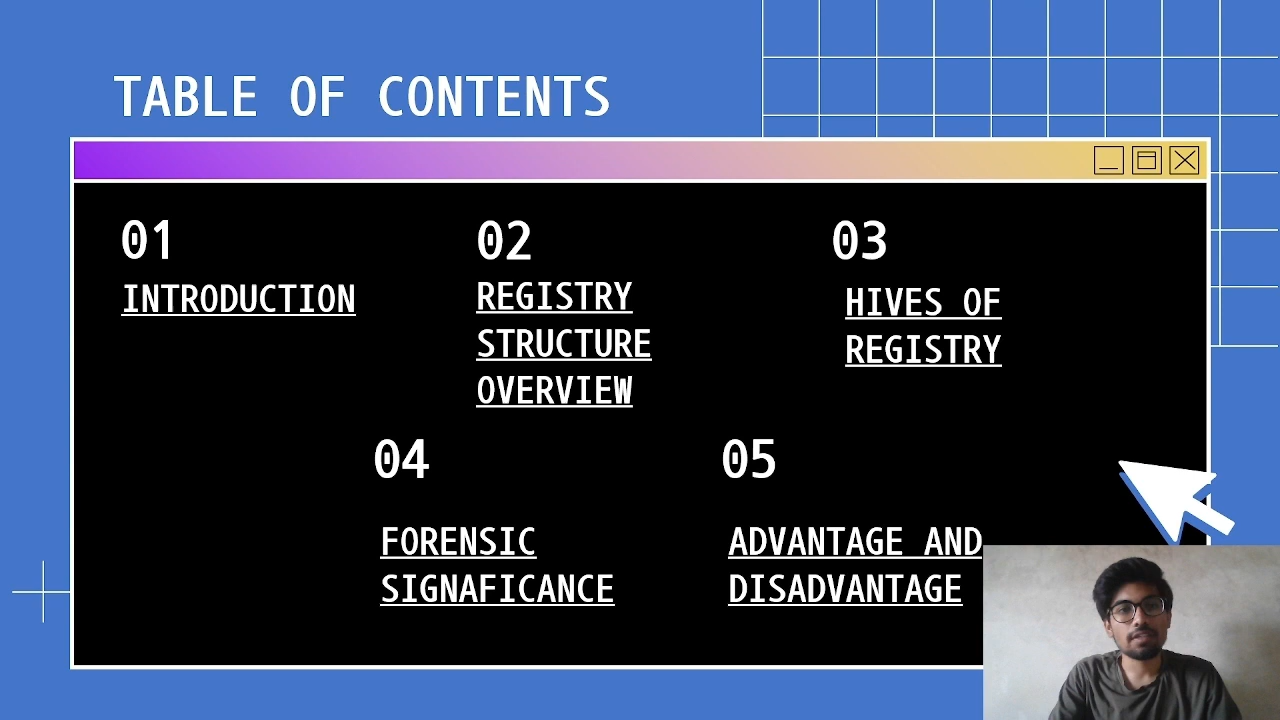 TABLE OF CONTENTS
01
INTRODUCTION
02
REGISTRY
STRUCTURE
OVERVIEW
03
HIVES OF
REGISTRY
04
FORENSIC
SIGNAFICANCE
05
ADVANTAGE AND
DISADVANTAGE